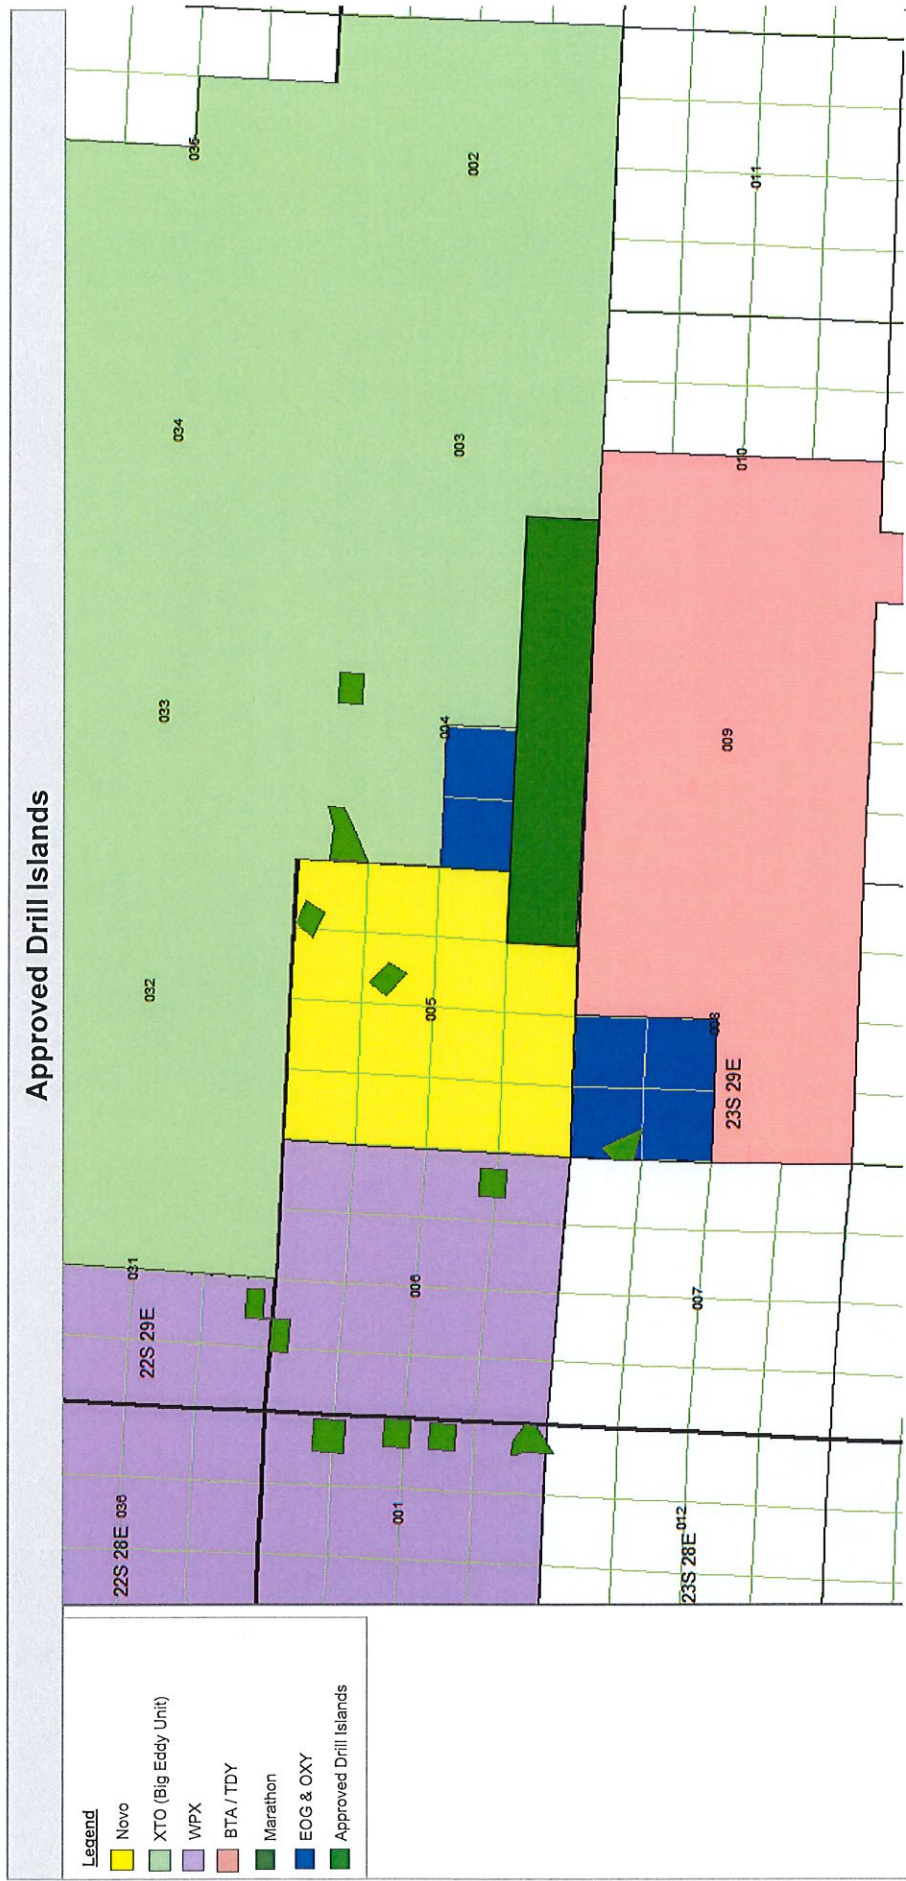 Approved Drill Islands
Legend
Novo
XTO (Big Eddy Unit)
WPX
BTA / TDY
Marathon
EOG & OXY
Approved Drill Islands
22S 28E
036
22S 29E
031
032
033
034
035
001
006
005
004
003
002
23S 28E
012
007
23S 29E
008
009
010
011